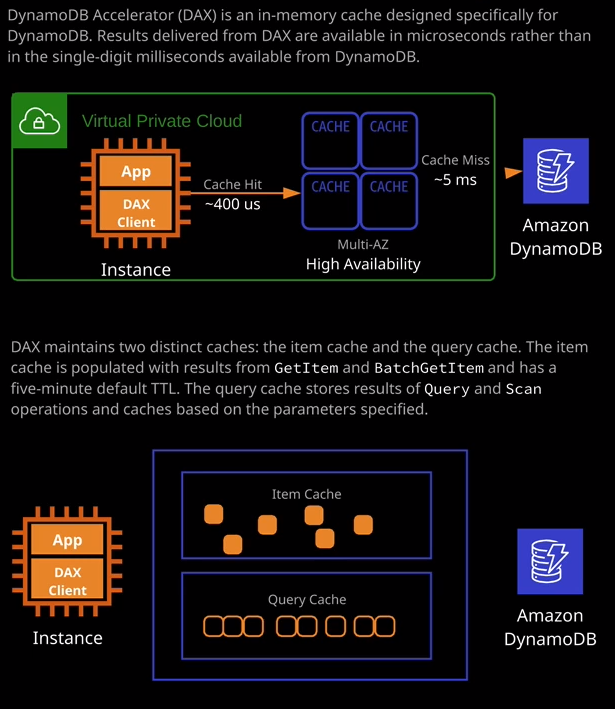 DynamoDB Accelerator (DAX) is an in-memory cache designed specifically for
DynamoDB. Results delivered from DAX are available in microseconds rather than
in the single-digit milliseconds available from DynamoDB.
Virtual Private Cloud
App
DAX
Client
Instance
Cache Hit
~400 us
CACHE
CACHE
CACHE
CACHE
Multi-AZ
High Availability
Cache Miss
~5 ms
Amazon
DynamoDB
DAX maintains two distinct caches: the item cache and the query cache. The item
cache is populated with results from GetItem and BatchGetItem and has a
five-minute default TTL. The query cache stores results of Query and Scan
operations and caches based on the parameters specified.
App
DAX
Client
Instance
Item Cache
Query Cache
Amazon
DynamoDB